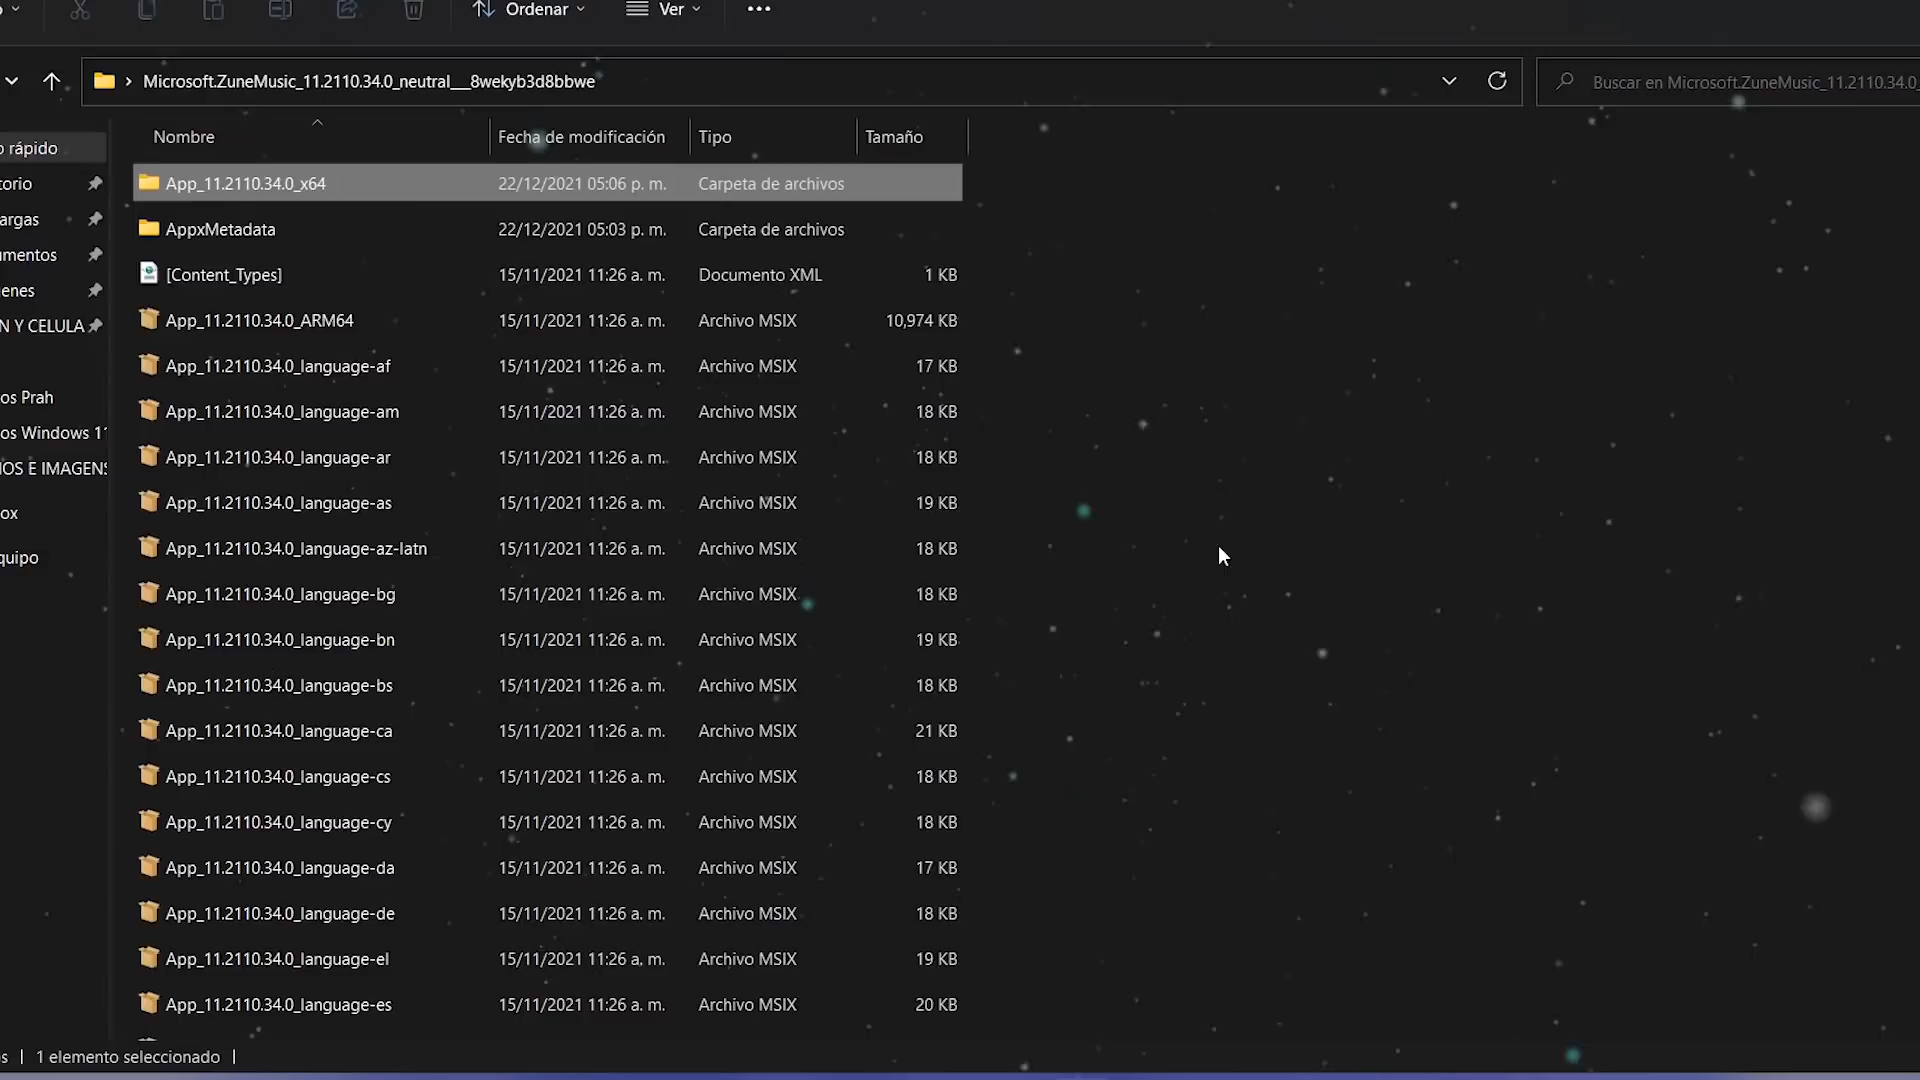 Ordenar
Ver
Microsoft.ZuneMusic_11.2110.34.0_neutral__8wekyb3d8bbwe
Buscar en Microsoft.ZuneMusic_11.2110.34.0_
Nombre Fecha de modificación Tipo Tamaño
o rápido
torio
argas
umentos
enes
N Y CELULA
os Prah
os Windows 11
IOS E IMAGENS
ox
quipo
App_11.2110.34.0_x64 22/12/2021 05:06 p. m. Carpeta de archivos
AppxMetadata 22/12/2021 05:03 p. m. Carpeta de archivos
[Content_Types] 15/11/2021 11:26 a. m. Documento XML 1 KB
App_11.2110.34.0_ARM64 15/11/2021 11:26 a. m. Archivo MSIX 10,974 KB
App_11.2110.34.0_language-af 15/11/2021 11:26 a. m. Archivo MSIX 17 KB
App_11.2110.34.0_language-am 15/11/2021 11:26 a. m. Archivo MSIX 18 KB
App_11.2110.34.0_language-ar 15/11/2021 11:26 a. m. Archivo MSIX 18 KB
App_11.2110.34.0_language-as 15/11/2021 11:26 a. m. Archivo MSIX 19 KB
App_11.2110.34.0_language-az-latn 15/11/2021 11:26 a. m. Archivo MSIX 18 KB
App_11.2110.34.0_language-bg 15/11/2021 11:26 a. m. Archivo MSIX 18 KB
App_11.2110.34.0_language-bn 15/11/2021 11:26 a. m. Archivo MSIX 19 KB
App_11.2110.34.0_language-bs 15/11/2021 11:26 a. m. Archivo MSIX 18 KB
App_11.2110.34.0_language-ca 15/11/2021 11:26 a. m. Archivo MSIX 21 KB
App_11.2110.34.0_language-cs 15/11/2021 11:26 a. m. Archivo MSIX 18 KB
App_11.2110.34.0_language-cy 15/11/2021 11:26 a. m. Archivo MSIX 18 KB
App_11.2110.34.0_language-da 15/11/2021 11:26 a. m. Archivo MSIX 17 KB
App_11.2110.34.0_language-de 15/11/2021 11:26 a. m. Archivo MSIX 18 KB
App_11.2110.34.0_language-el 15/11/2021 11:26 a. m. Archivo MSIX 19 KB
App_11.2110.34.0_language-es 15/11/2021 11:26 a. m. Archivo MSIX 20 KB
s | 1 elemento seleccionado |